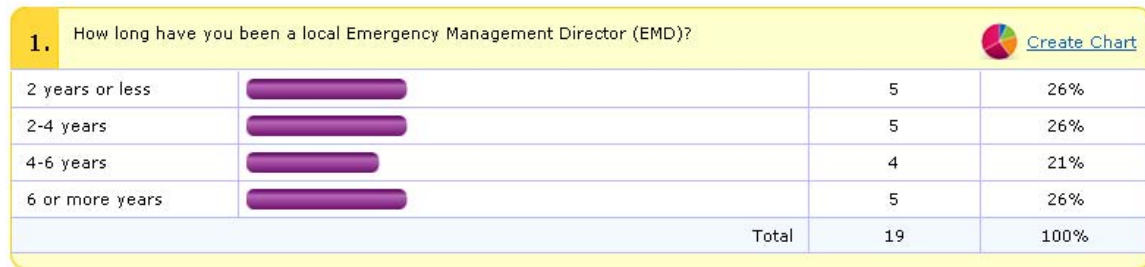 1. How long have you been a local Emergency Management Director (EMD)? Create Chart
2 years or less 5 26%
2-4 years 5 26%
4-6 years 4 21%
6 or more years 5 26%
Total 19 100%